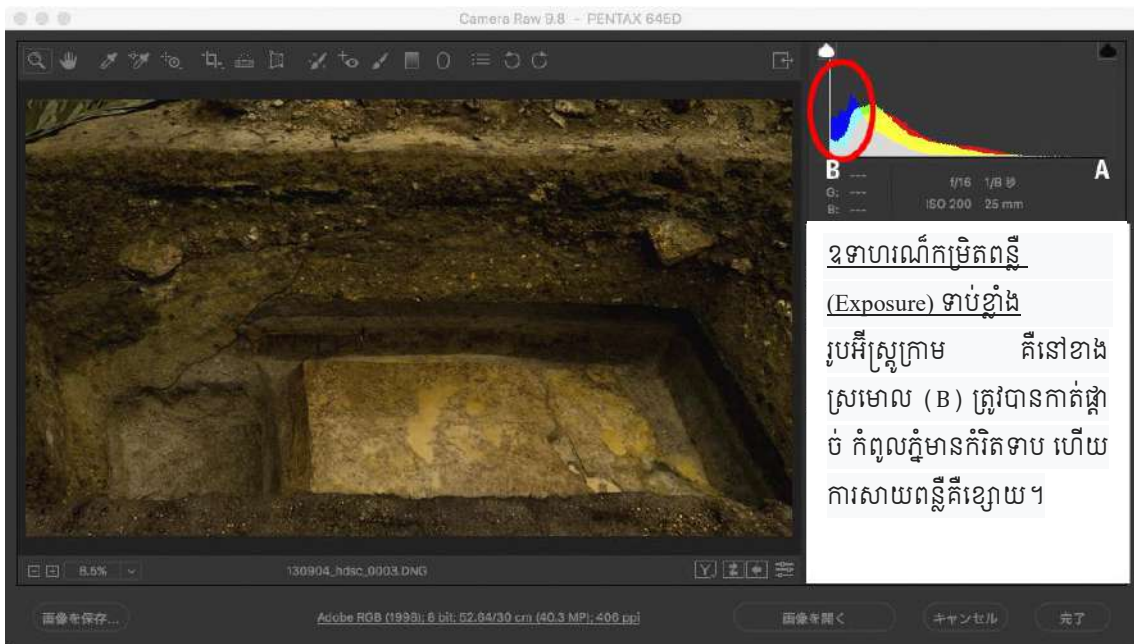 Camera Raw 9.8 - PENTAX 645D
B
A
G: ---
B: ---
f/16 1/8 秒
ISO 200 25 mm
ឧទាហរណ៏កម្រិតពន្លឺ
(Exposure) ទាប់ខ្លាំង
រូបអ៊ីស្ត្រូក្រាម គឺនៅខាង
ស្រមោល (B) ត្រូវបានកាត់ផ្តា
ច់ កំពូលភ្នំមានកំរិតទាប ហើយ
ការសាយពន្លឺគឺខ្សោយ។
8.5%
130904_hdsc_0003.DNG
Y
画像を保存...
Adobe RGB (1998); 8 bit; 52.64/30 cm (40.3 MP); 406 ppi
画像を開く
キャンセル
完了